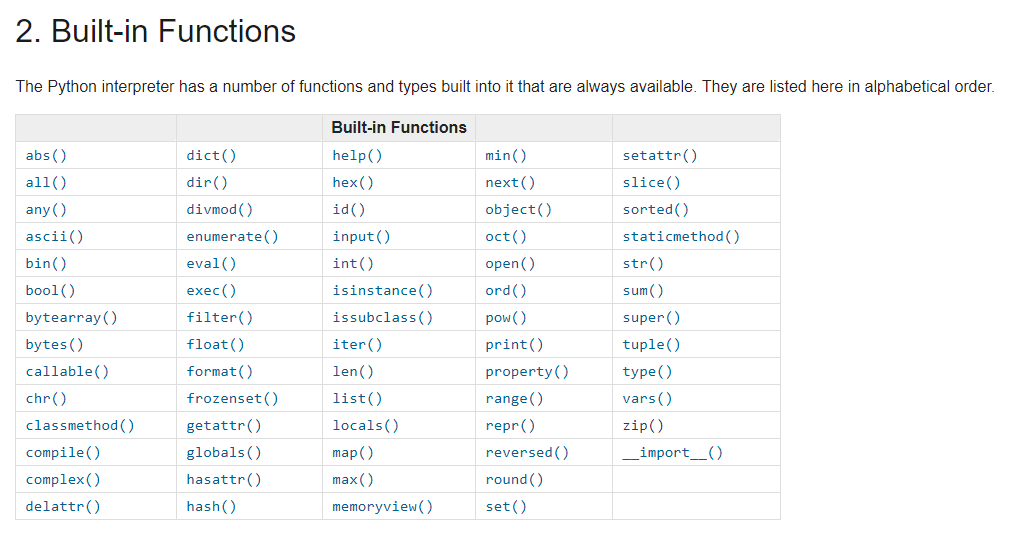 2. Built-in Functions
The Python interpreter has a number of functions and types built into it that are always available. They are listed here in alphabetical order.
Built-in Functions
abs() dict() help() min() setattr()
all() dir() hex() next() slice()
any() divmod() id() object() sorted()
ascii() enumerate() input() oct() staticmethod()
bin() eval() int() open() str()
bool() exec() isinstance() ord() sum()
bytearray() filter() issubclass() pow() super()
bytes() float() iter() print() tuple()
callable() format() len() property() type()
chr() frozenset() list() range() vars()
classmethod() getattr() locals() repr() zip()
compile() globals() map() reversed() __import__()
complex() hasattr() max() round()
delattr() hash() memoryview() set()